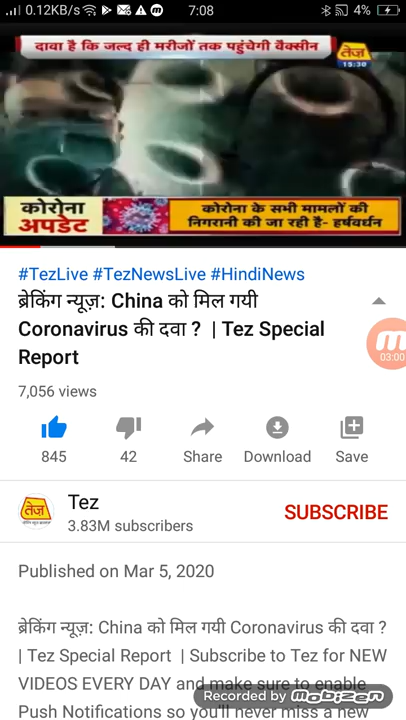 0.12KB/s
7:08
4%
दावा है कि जल्द ही मरीजों तक पहुंचेगी वैक्सीन
तेज़
15:30
कोरोना
अपडेट
कोरोना के सभी मामलों की
निगरानी की जा रही है- हर्षवर्धन
#TezLive #TezNewsLive #HindiNews
ब्रेकिंग न्यूज़: China को मिल गयी
Coronavirus की दवा ? | Tez Special
Report
03:00
7,056 views
845
42
Share
Download
Save
तेज़
Tez
3.83M subscribers
SUBSCRIBE
Published on Mar 5, 2020
ब्रेकिंग न्यूज़: China को मिल गयी Coronavirus की दवा ?
| Tez Special Report | Subscribe to Tez for NEW
VIDEOS EVERY DAY and make sure to enable
Push Notifications so you'll never miss a new
Recorded by MOBIZEN